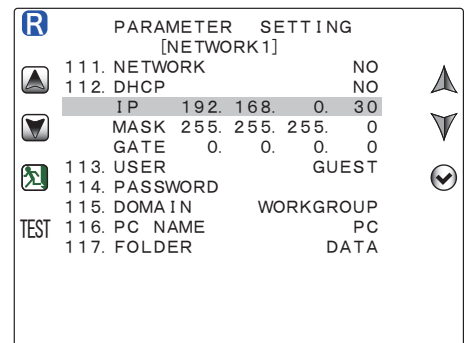 R
PARAMETER SETTING
[NETWORK1]
111. NETWORK NO
112. DHCP NO
IP 192. 168. 0. 30
MASK 255. 255. 255. 0
GATE 0. 0. 0. 0
113. USER GUEST
114. PASSWORD
115. DOMAIN WORKGROUP
116. PC NAME PC
117. FOLDER DATA
TEST